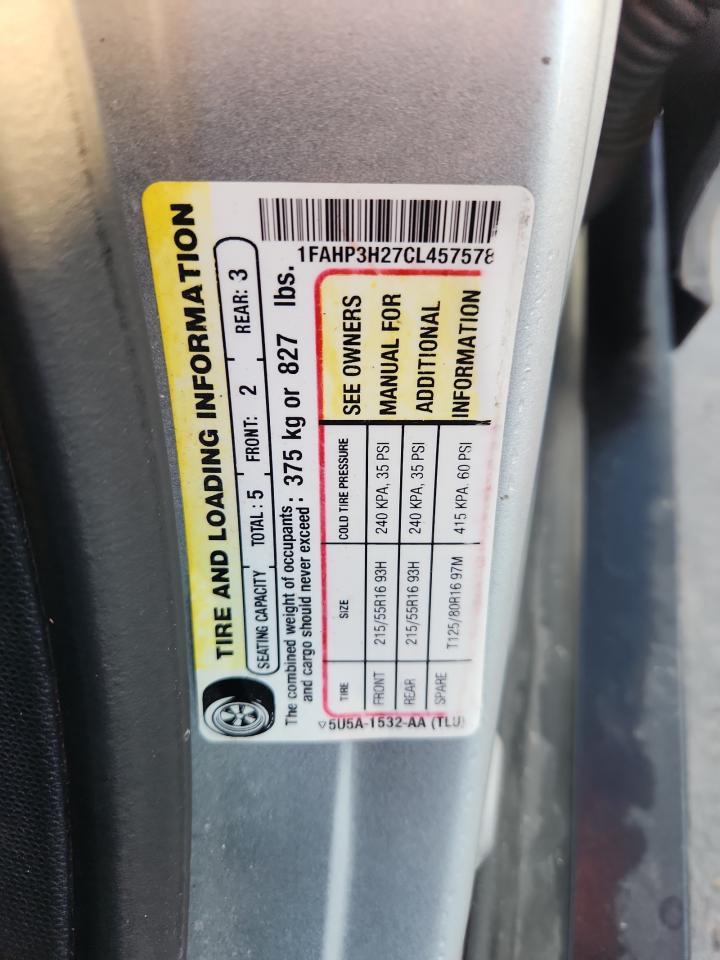 1FAHP3H27CL457578
TIRE AND LOADING INFORMATION
SEATING CAPACITY TOTAL : 5 FRONT: 2 REAR: 3
The combined weight of occupants : 375 kg or 827 lbs.
and cargo should never exceed
TIRE SIZE COLD TIRE PRESSURE
FRONT 215/55R16 93H 240 KPA, 35 PSI
REAR 215/55R16 93H 240 KPA, 35 PSI
SPARE T125/80R16 97M 415 KPA, 60 PSI
SEE OWNERS
MANUAL FOR
ADDITIONAL
INFORMATION
5U5A-1532-AA (TLU)